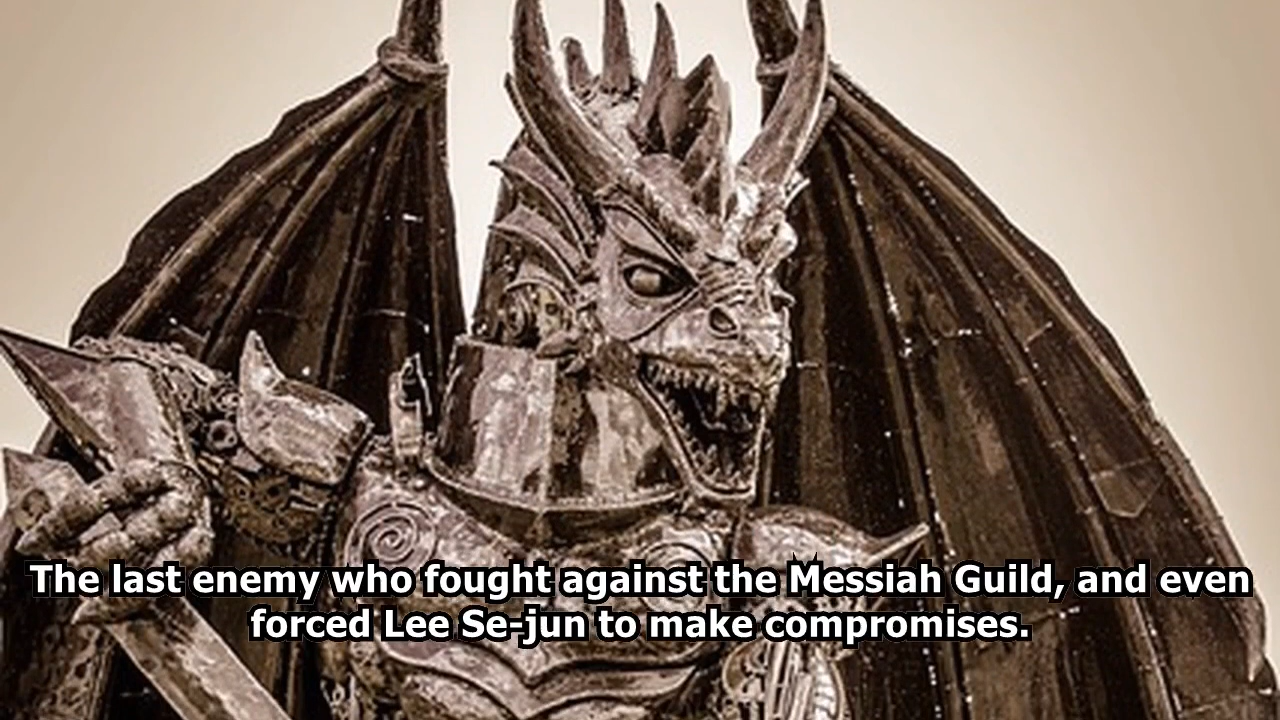 The last enemy who fought against the Messiah Guild, and even
forced Lee Se-jun to make compromises.